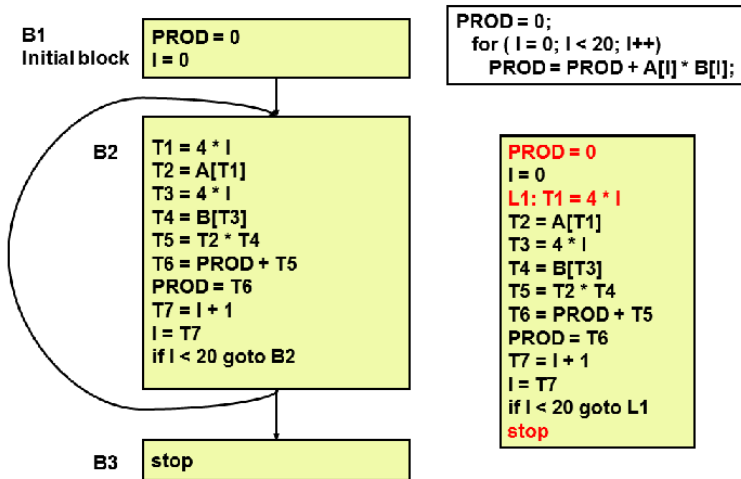 B1
Initial block
PROD = 0
I = 0
PROD = 0;
for ( I = 0; I < 20; I++)
PROD = PROD + A[I] * B[I];
B2
T1 = 4 * I
T2 = A[T1]
T3 = 4 * I
T4 = B[T3]
T5 = T2 * T4
T6 = PROD + T5
PROD = T6
T7 = I + 1
I = T7
if I < 20 goto B2
PROD = 0
I = 0
L1: T1 = 4 * I
T2 = A[T1]
T3 = 4 * I
T4 = B[T3]
T5 = T2 * T4
T6 = PROD + T5
PROD = T6
T7 = I + 1
I = T7
if I < 20 goto L1
stop
B3
stop